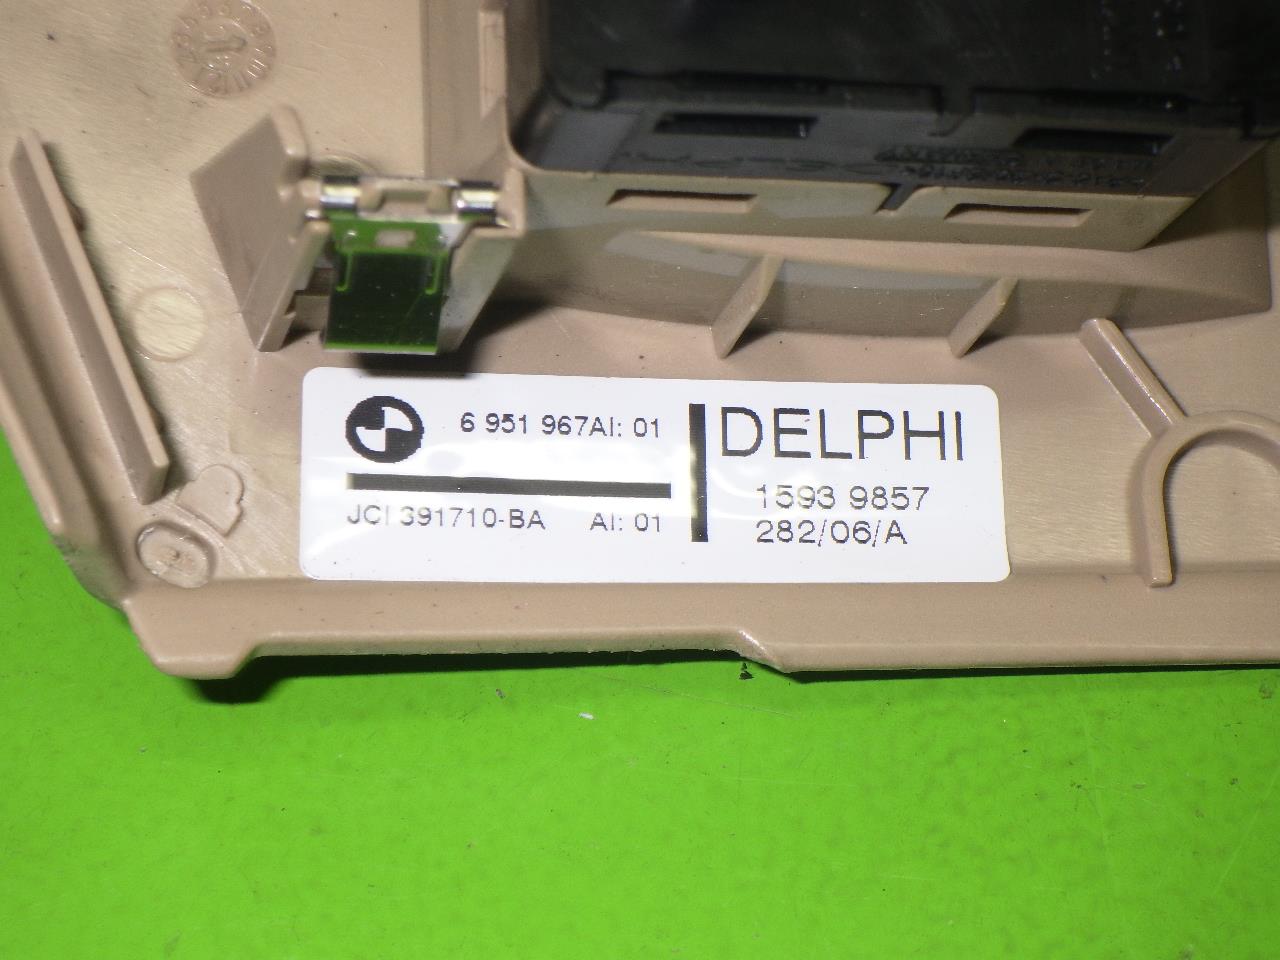 6 951 967AI: 01
JCI 391710-BA AI: 01
DELPHI
1593 9857
282/06/A